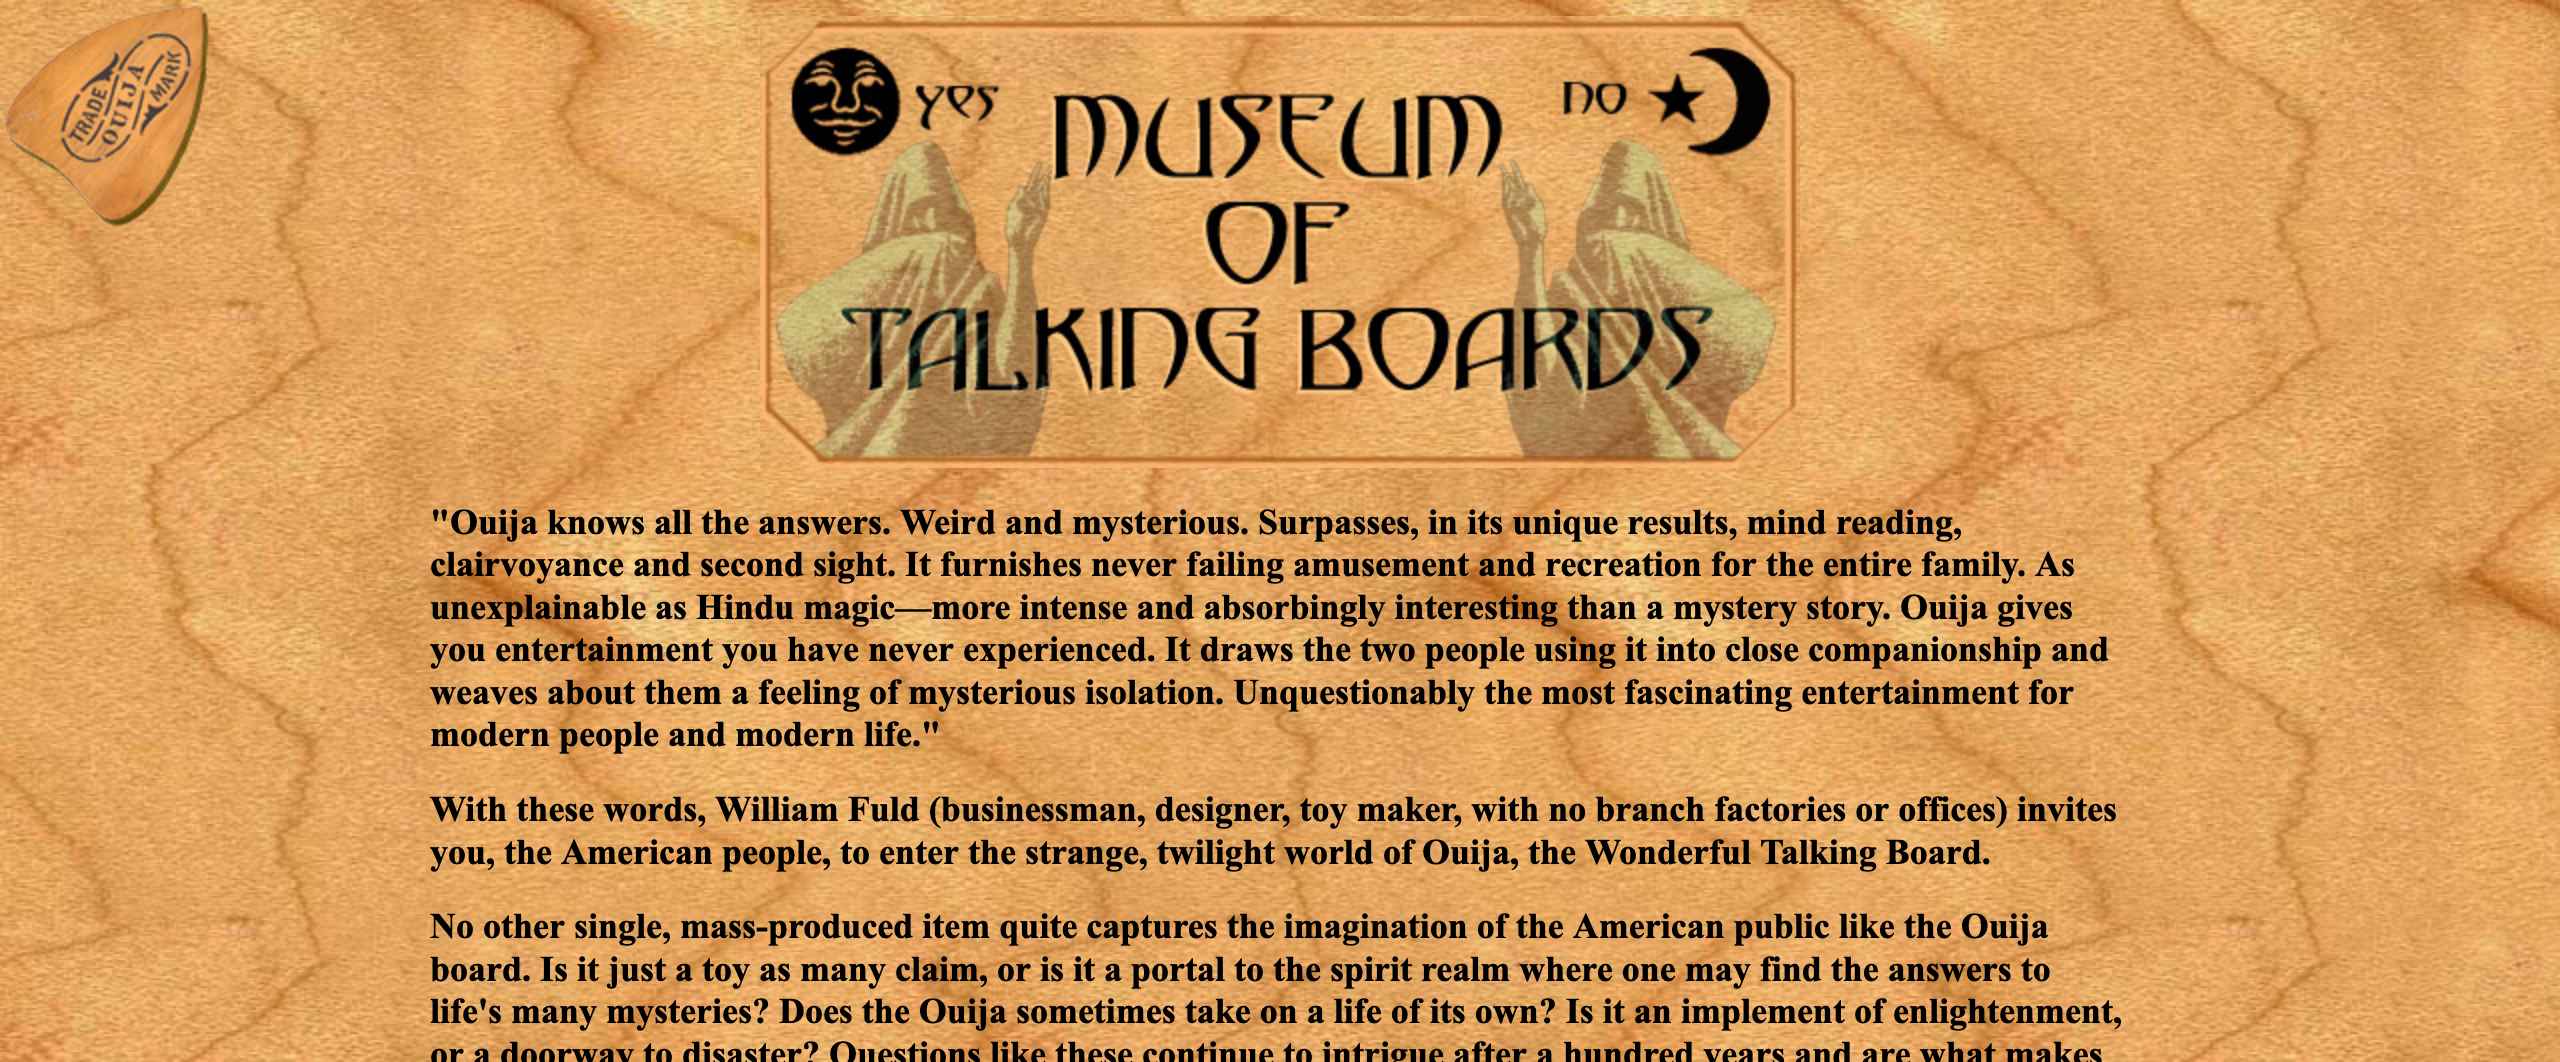 TRADE MARK
OUIJA
yes
no
MUSEUM
OF
TALKING BOARDS
"Ouija knows all the answers. Weird and mysterious. Surpasses, in its unique results, mind reading,
clairvoyance and second sight. It furnishes never failing amusement and recreation for the entire family. As
unexplainable as Hindu magic—more intense and absorbingly interesting than a mystery story. Ouija gives
you entertainment you have never experienced. It draws the two people using it into close companionship and
weaves about them a feeling of mysterious isolation. Unquestionably the most fascinating entertainment for
modern people and modern life."
With these words, William Fuld (businessman, designer, toy maker, with no branch factories or offices) invites
you, the American people, to enter the strange, twilight world of Ouija, the Wonderful Talking Board.
No other single, mass-produced item quite captures the imagination of the American public like the Ouija
board. Is it just a toy as many claim, or is it a portal to the spirit realm where one may find the answers to
life's many mysteries? Does the Ouija sometimes take on a life of its own? Is it an implement of enlightenment,
or a doorway to disaster? Questions like these continue to intrigue after a hundred years and are what makes